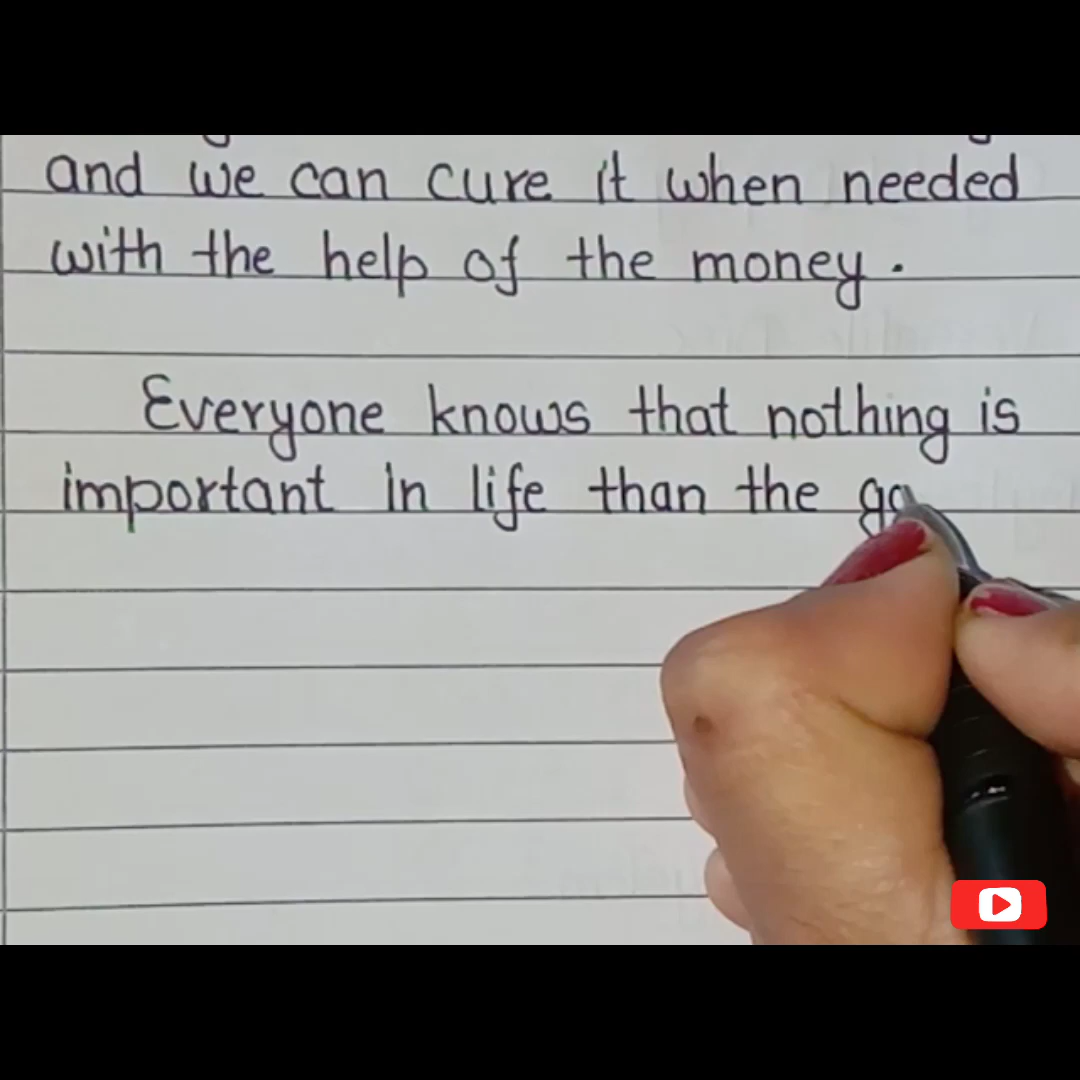 and we can cure it when needed
with the help of the money.
Everyone knows that nothing is
important in life than the